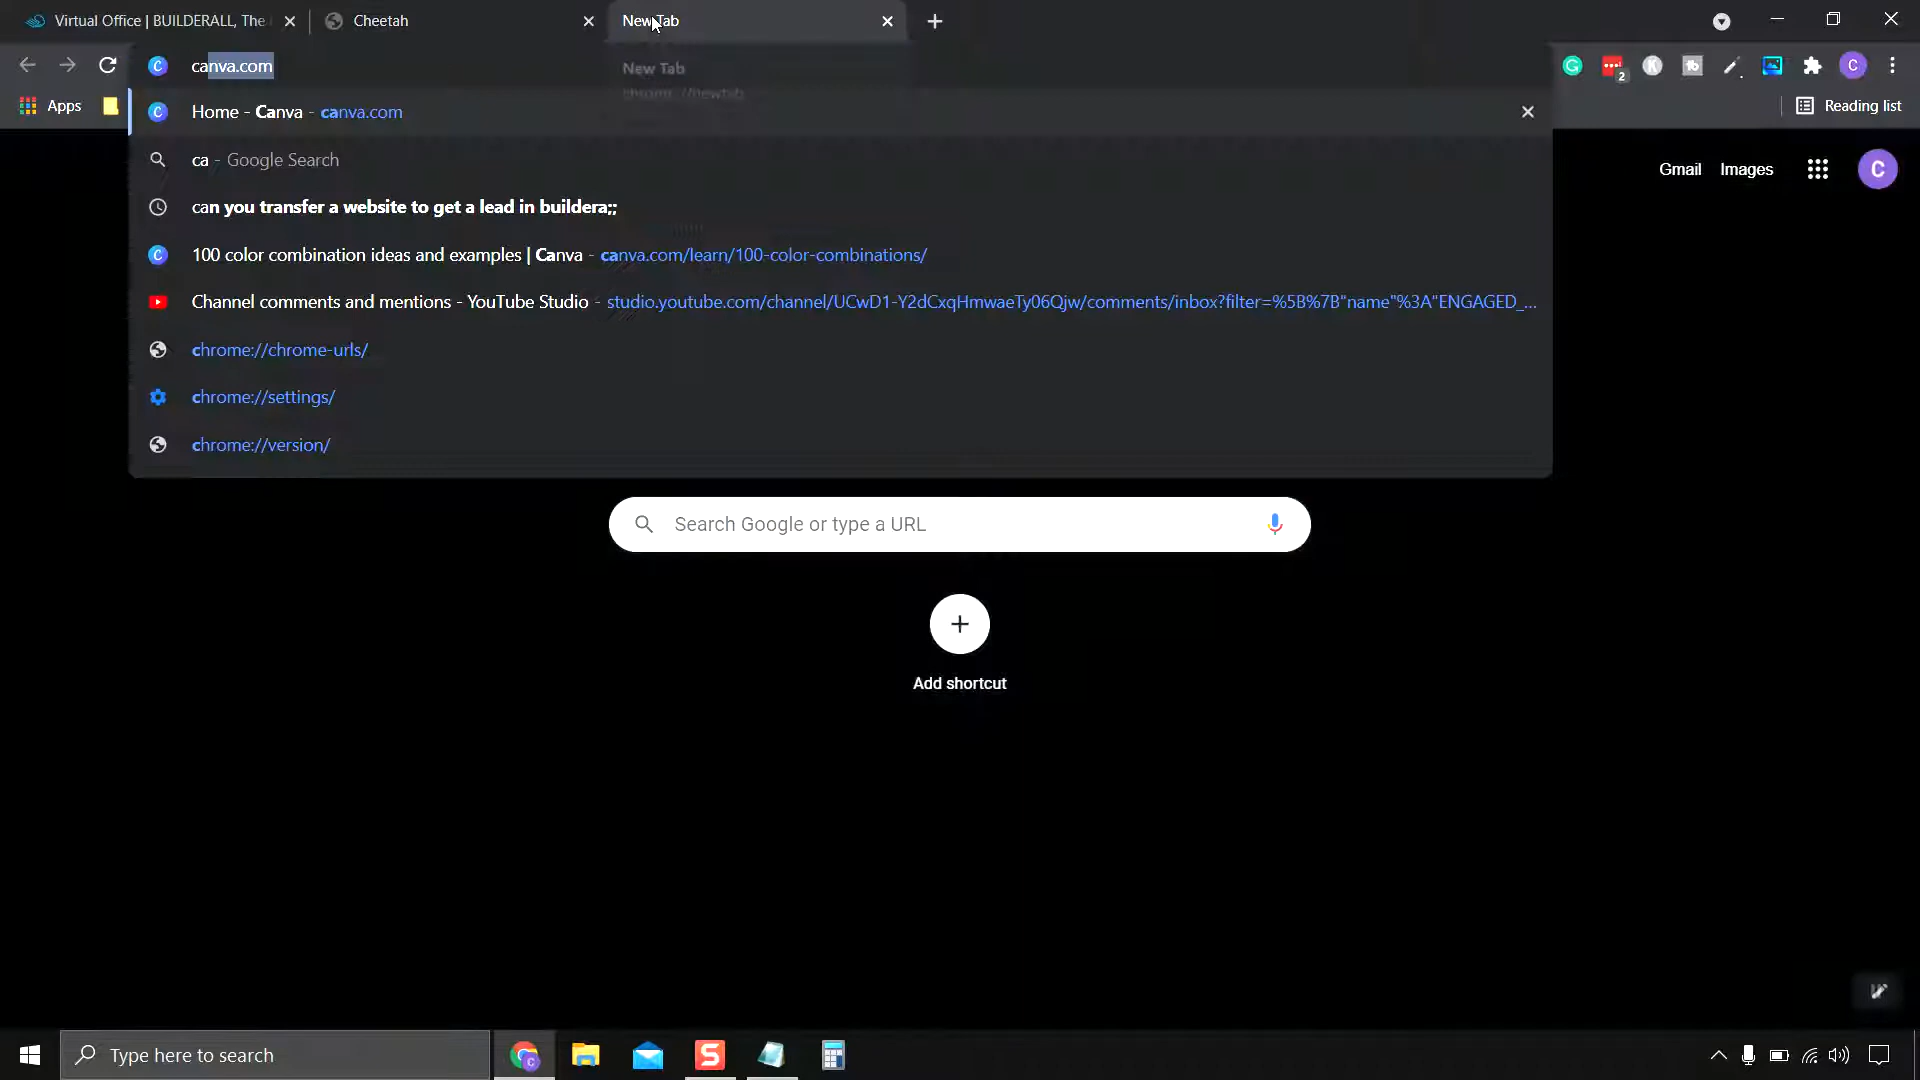 Virtual Office | BUILDERALL, The
Cheetah
New Tab
canva.com
New Tab
chrome://newtab
Apps
Home - Canva - canva.com
2
C
Reading list
ca - Google Search
Gmail
Images
C
can you transfer a website to get a lead in buildera;;
100 color combination ideas and examples | Canva - canva.com/learn/100-color-combinations/
Channel comments and mentions - YouTube Studio - studio.youtube.com/channel/UCwD1-Y2dCxqHmwaeTy06Qjw/comments/inbox?filter=%5B%7B"name"%3A"ENGAGED_...
chrome://chrome-urls/
chrome://settings/
chrome://version/
Search Google or type a URL
Add shortcut
Type here to search